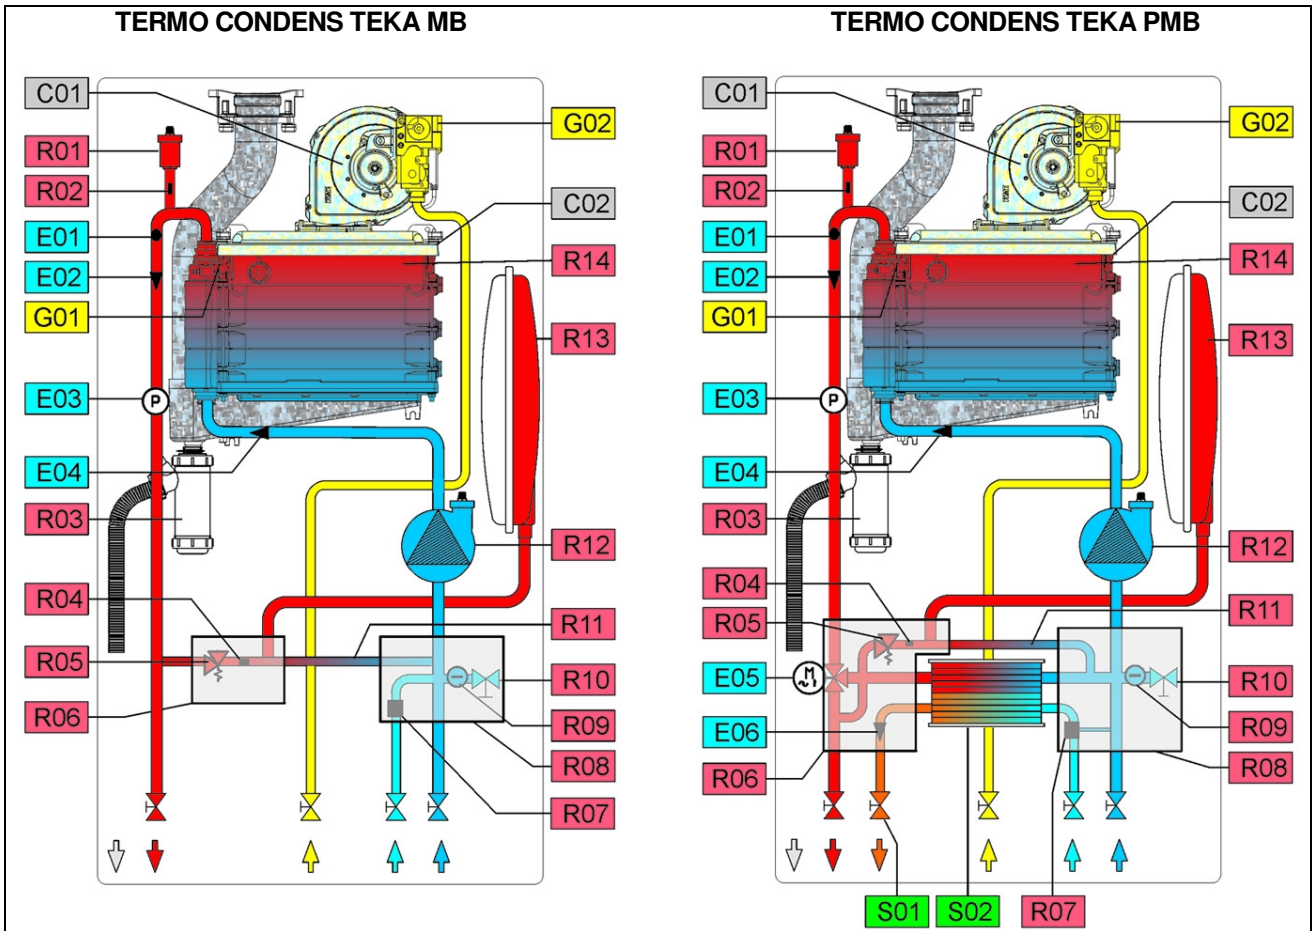 TERMO CONDENS TEKA MB
C01
R01
R02
E01
E02
G01
E03
E04
R03
R04
R05
R06
G02
C02
R14
R13
R12
R11
R10
R09
R08
R07
P
TERMO CONDENS TEKA PMB
C01
R01
R02
E01
E02
G01
E03
E04
R03
R04
R05
E05
E06
R06
G02
C02
R14
R13
R12
R11
R10
R09
R08
P
M
S01
S02
R07